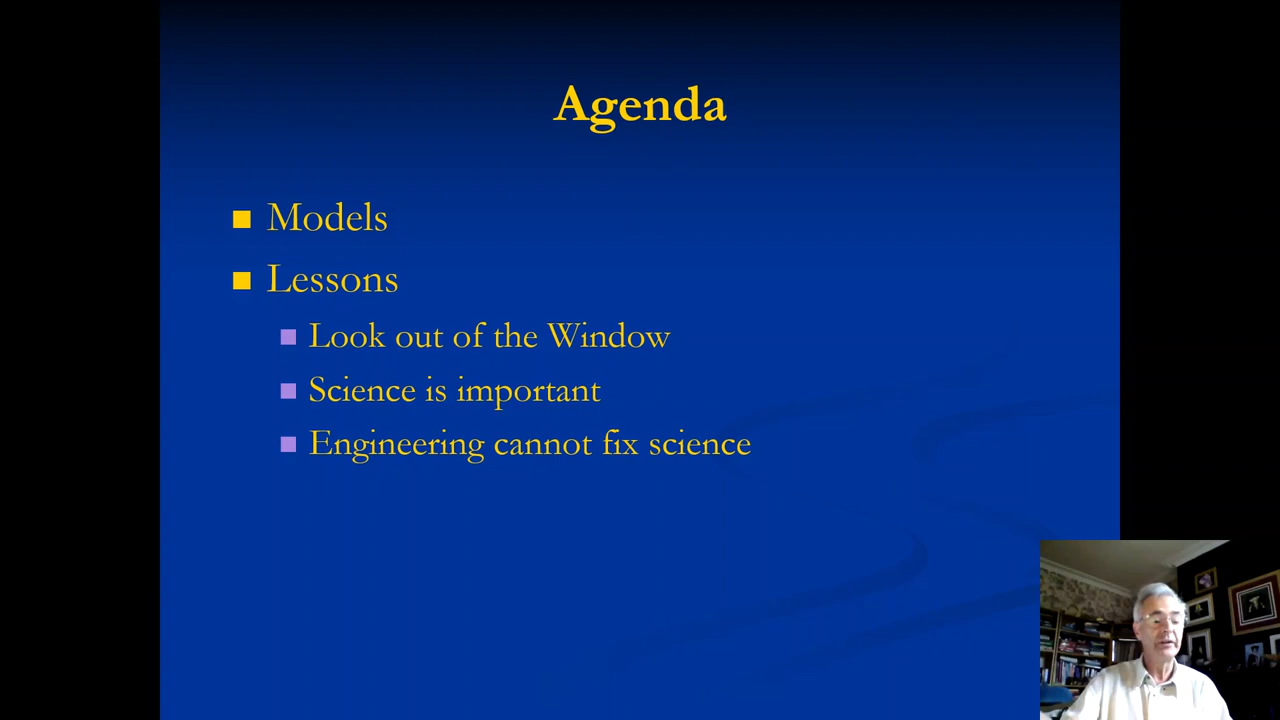 Agenda
Models
Lessons
Look out of the Window
Science is important
Engineering cannot fix science